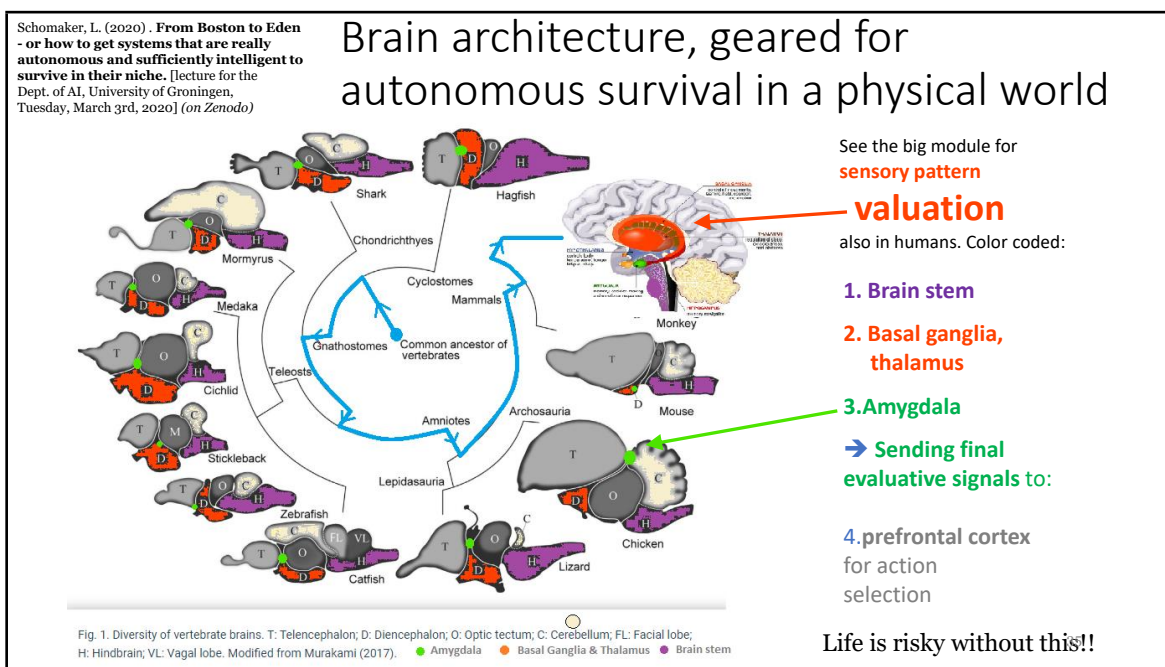 Schomaker, L. (2020) . From Boston to Eden
- or how to get systems that are really
autonomous and sufficiently intelligent to
survive in their niche. [lecture for the
Dept. of AI, University of Groningen,
Tuesday, March 3rd, 2020] (on Zenodo)
Brain architecture, geared for
autonomous survival in a physical world
See the big module for
sensory pattern
valuation
also in humans. Color coded:
1. Brain stem
2. Basal ganglia,
thalamus
3.Amygdala
➔ Sending final
evaluative signals to:
4.prefrontal cortex
for action
selection
Life is risky without this!!
T
O
C
D
H
Shark
T
D
O
H
Hagfish
C
T
O
D
H
Mormyrus
Chondrichthyes
Cyclostomes
Mammals
BASAL GANGLIA
THALAMUS
Monkey
T
O
C
D
H
Medaka
Gnathostomes
Common ancestor of
vertebrates
Teleosts
T
O
C
D
H
Cichlid
T
C
H
D
Mouse
Amniotes
Archosauria
T
M
C
D
H
Stickleback
T
C
D
O
H
Chicken
Lepidasauria
T
O
C
D
H
Zebrafish
C
FL
VL
T
O
H
D
Catfish
C
T
O
D
H
Lizard
Fig. 1. Diversity of vertebrate brains. T: Telencephalon; D: Diencephalon; O: Optic tectum; C: Cerebellum; FL: Facial lobe;
H: Hindbrain; VL: Vagal lobe. Modified from Murakami (2017). Amygdala Basal Ganglia & Thalamus Brain stem